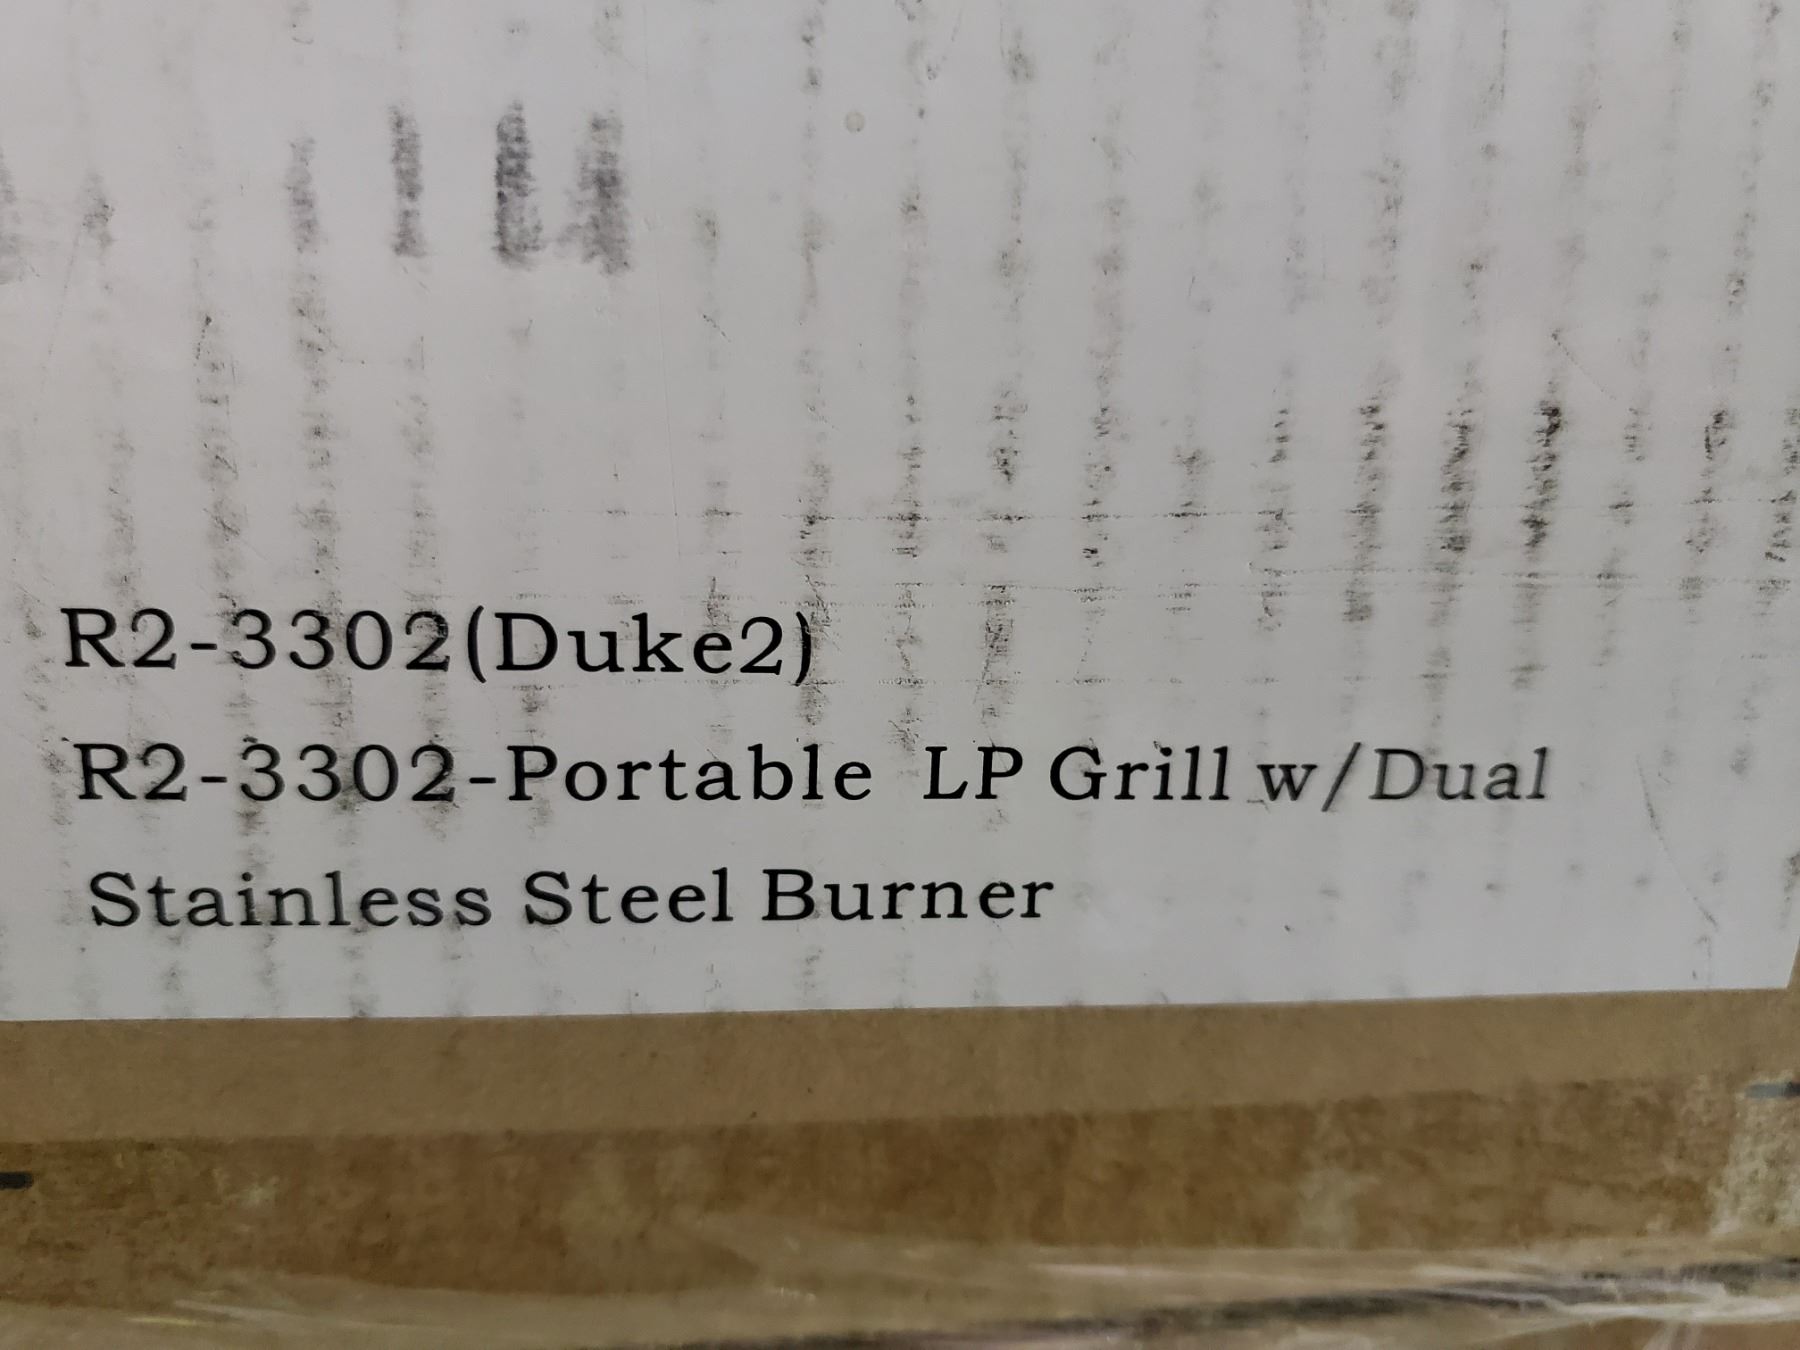 R2-3302(Duke2)
R2-3302-Portable LP Grill w/Dual
Stainless Steel Burner